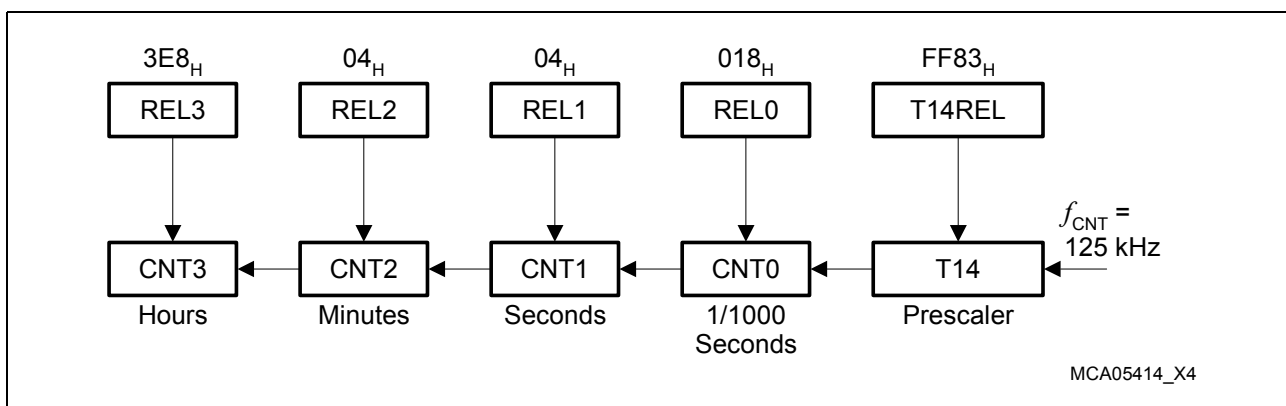 3E8H 04H 04H 018H FF83H
REL3 REL2 REL1 REL0 T14REL
fCNT =
125 kHz
CNT3 CNT2 CNT1 CNT0 T14
Hours Minutes Seconds 1/1000 Prescaler
Seconds
MCA05414_X4